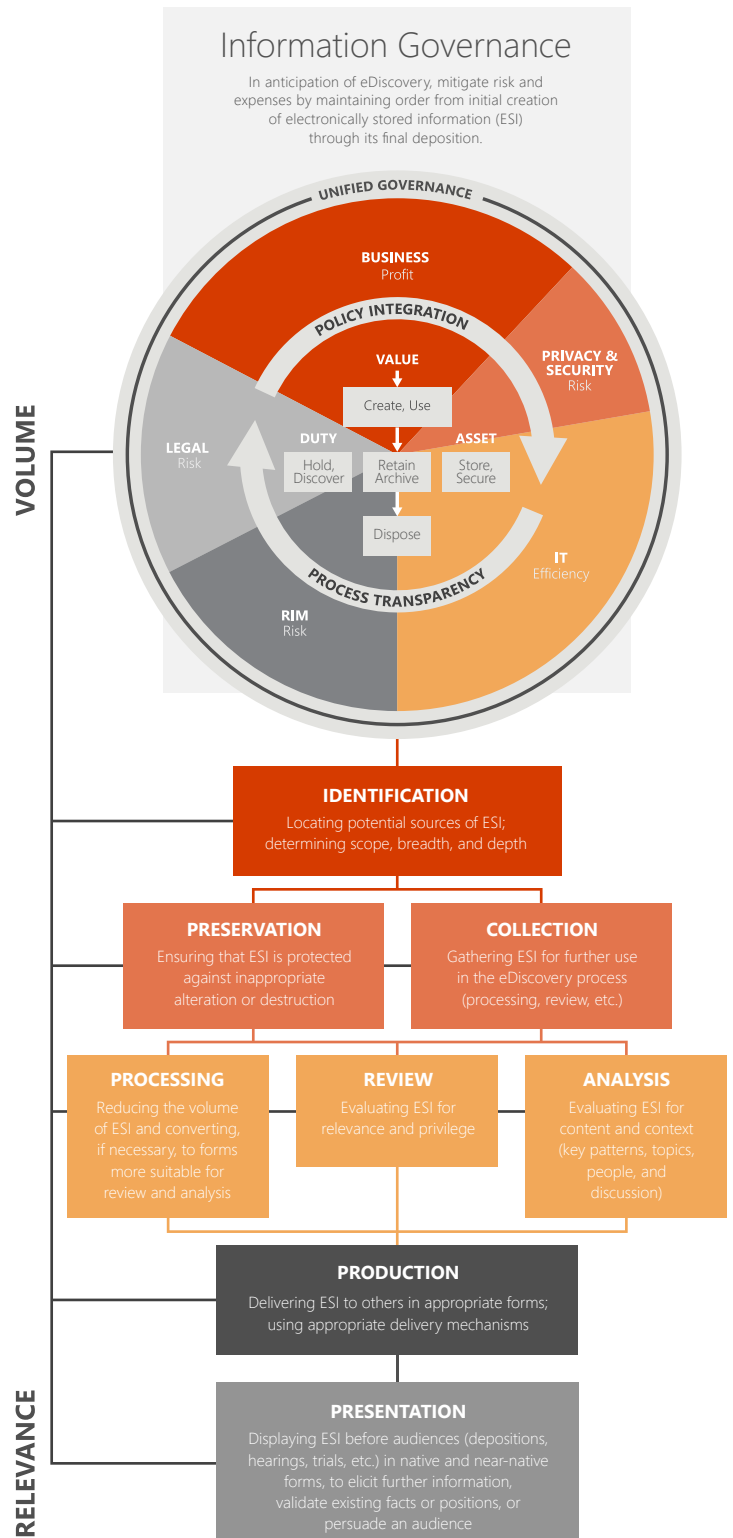 Information Governance
In anticipation of eDiscovery, mitigate risk and
expenses by maintaining order from initial creation
of electronically stored information (ESI)
through its final deposition.
UNIFIED GOVERNANCE
BUSINESS
Profit
POLICY INTEGRATION
PRIVACY &
SECURITY
Risk
VALUE
Create, Use
DUTY
ASSET
LEGAL
Risk
Hold,
Discover
Retain
Archive
Store,
Secure
Dispose
IT
Efficiency
PROCESS TRANSPARENCY
RIM
Risk
VOLUME
IDENTIFICATION
Locating potential sources of ESI;
determining scope, breadth, and depth
PRESERVATION
Ensuring that ESI is protected
against inappropriate
alteration or destruction
COLLECTION
Gathering ESI for further use
in the eDiscovery process
(processing, review, etc.)
PROCESSING
Reducing the volume
of ESI and converting,
if necessary, to forms
more suitable for
review and analysis
REVIEW
Evaluating ESI for
relevance and privilege
ANALYSIS
Evaluating ESI for
content and context
(key patterns, topics,
people, and
discussion)
PRODUCTION
Delivering ESI to others in appropriate forms;
using appropriate delivery mechanisms
RELEVANCE
PRESENTATION
Displaying ESI before audiences (depositions,
hearings, trials, etc.) in native and near-native
forms, to elicit further information,
validate existing facts or positions, or
persuade an audience